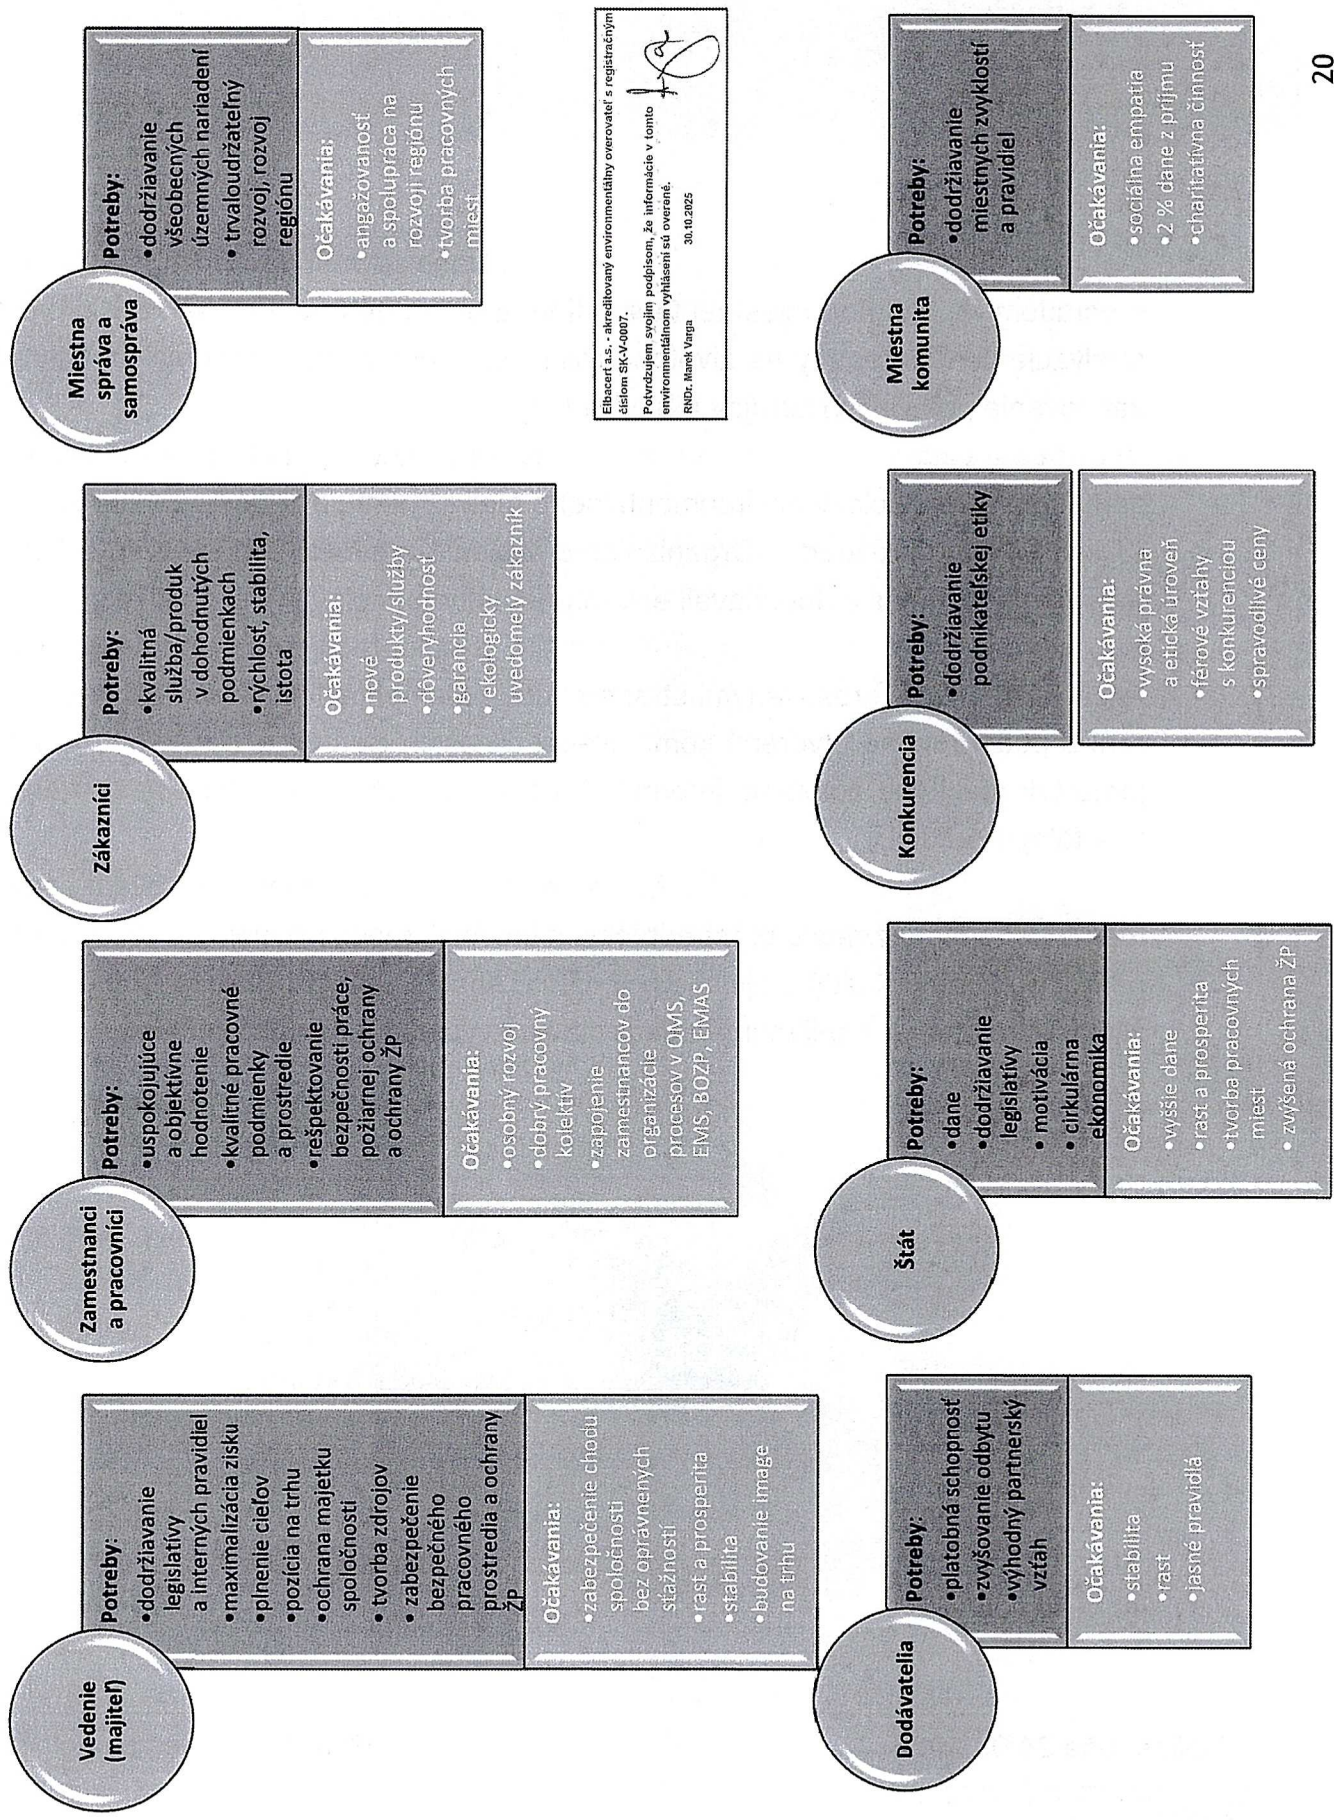 Vedenie
(majiteľ)
Potreby:
•dodržiavanie
legislatívy
a interných pravidiel
•maximalizácia zisku
•plnenie cieľov
•pozícia na trhu
•ochrana majetku
spoločnosti
• tvorba zdrojov
• zabezpečenie
bezpečného
pracovného
prostredia a ochrany
ŽP
Očakávania:
•zabezpečenie chodu
spoločnosti
bez oprávnených
sťažností
•rast a prosperita
•stabilita
•budovanie image
na trhu
Zamestnanci
a pracovníci
Potreby:
•uspokojujúce
a objektívne
hodnotenie
•kvalitné pracovné
podmienky
a prostredie
•rešpektovanie
bezpečnosti práce,
požiarnej ochrany
a ochrany ŽP
Očakávania:
•osobný rozvoj
•dobrý pracovný
kolektív
•zapojenie
zamestnancov do
organizácie
procesov v QMS,
EMS, BOZP, EMAS
Zákazníci
Potreby:
•kvalitná
služba/produk
v dohodnutých
podmienkach
•rýchlosť, stabilita,
istota
Očakávania:
•nové
produkty/služby
•dôveryhodnosť
•garancia
• ekologicky
uvedomelý zákazník
Miestna
správa a
samospráva
Potreby:
•dodržiavanie
všeobecných
územných nariadení
• trvaloudržateľný
rozvoj, rozvoj
regiónu
Očakávania:
•angažovanosť
a spolupráca na
rozvoji regiónu
•tvorba pracovných
miest
Elbacert a.s. - akreditovaný environmentálny overovateľ s registračným
číslom SK-V-0007.
Potvrdzujem svojim podpisom, že informácie v tomto
environmentálnom vyhlásení sú overené.
RNDr. Marek Varga 30.10.2025
Dodávatelia
Potreby:
•platobná schopnosť
•zvyšovanie odbytu
•výhodný partnerský
vzťah
Očakávania:
•stabilita
•rast
•jasné pravidlá
Štát
Potreby:
•dane
•dodržiavanie
legislatívy
• motivácia
• cirkulárna
ekonomika
Očakávania:
•vyššie dane
•rast a prosperita
•tvorba pracovných
miest
• zvýšená ochrana ŽP
Konkurencia
Potreby:
•dodržiavanie
podnikateľskej etiky
Očakávania:
•vysoká právna
a etická úroveň
•férové vzťahy
s konkurenciou
•spravodlivé ceny
Miestna
komunita
Potreby:
•dodržiavanie
miestnych zvyklostí
a pravidiel
Očakávania:
•sociálna empatia
•2 % dane z príjmu
•charitatívna činnosť
20